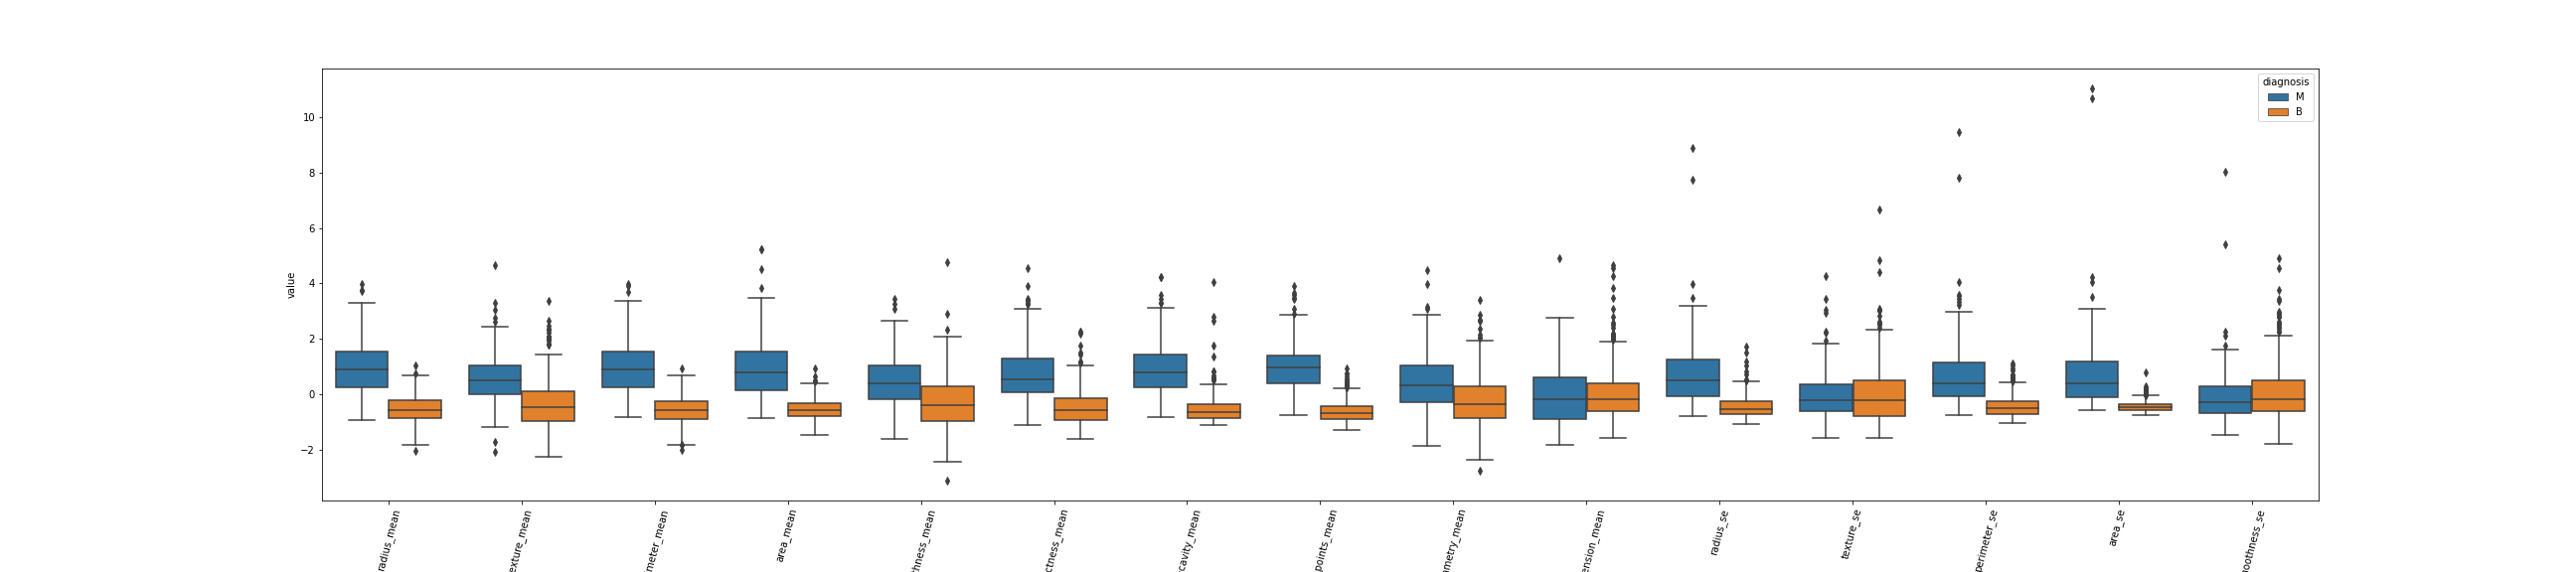 diagnosis
M
B
10
8
6
4
2
0
−2
value
radius_mean
exture_mean
meter_mean
area_mean
hness_mean
ctness_mean
cavity_mean
points_mean
metry_mean
ension_mean
radius_se
texture_se
perimeter_se
area_se
oothness_se